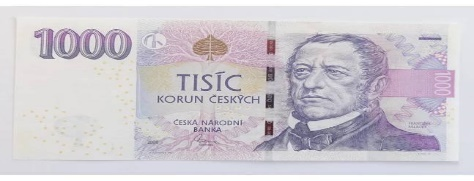 1000
TISÍC
KORUN ČESKÝCH
ČESKÁ NÁRODNÍ
BANKA
1000